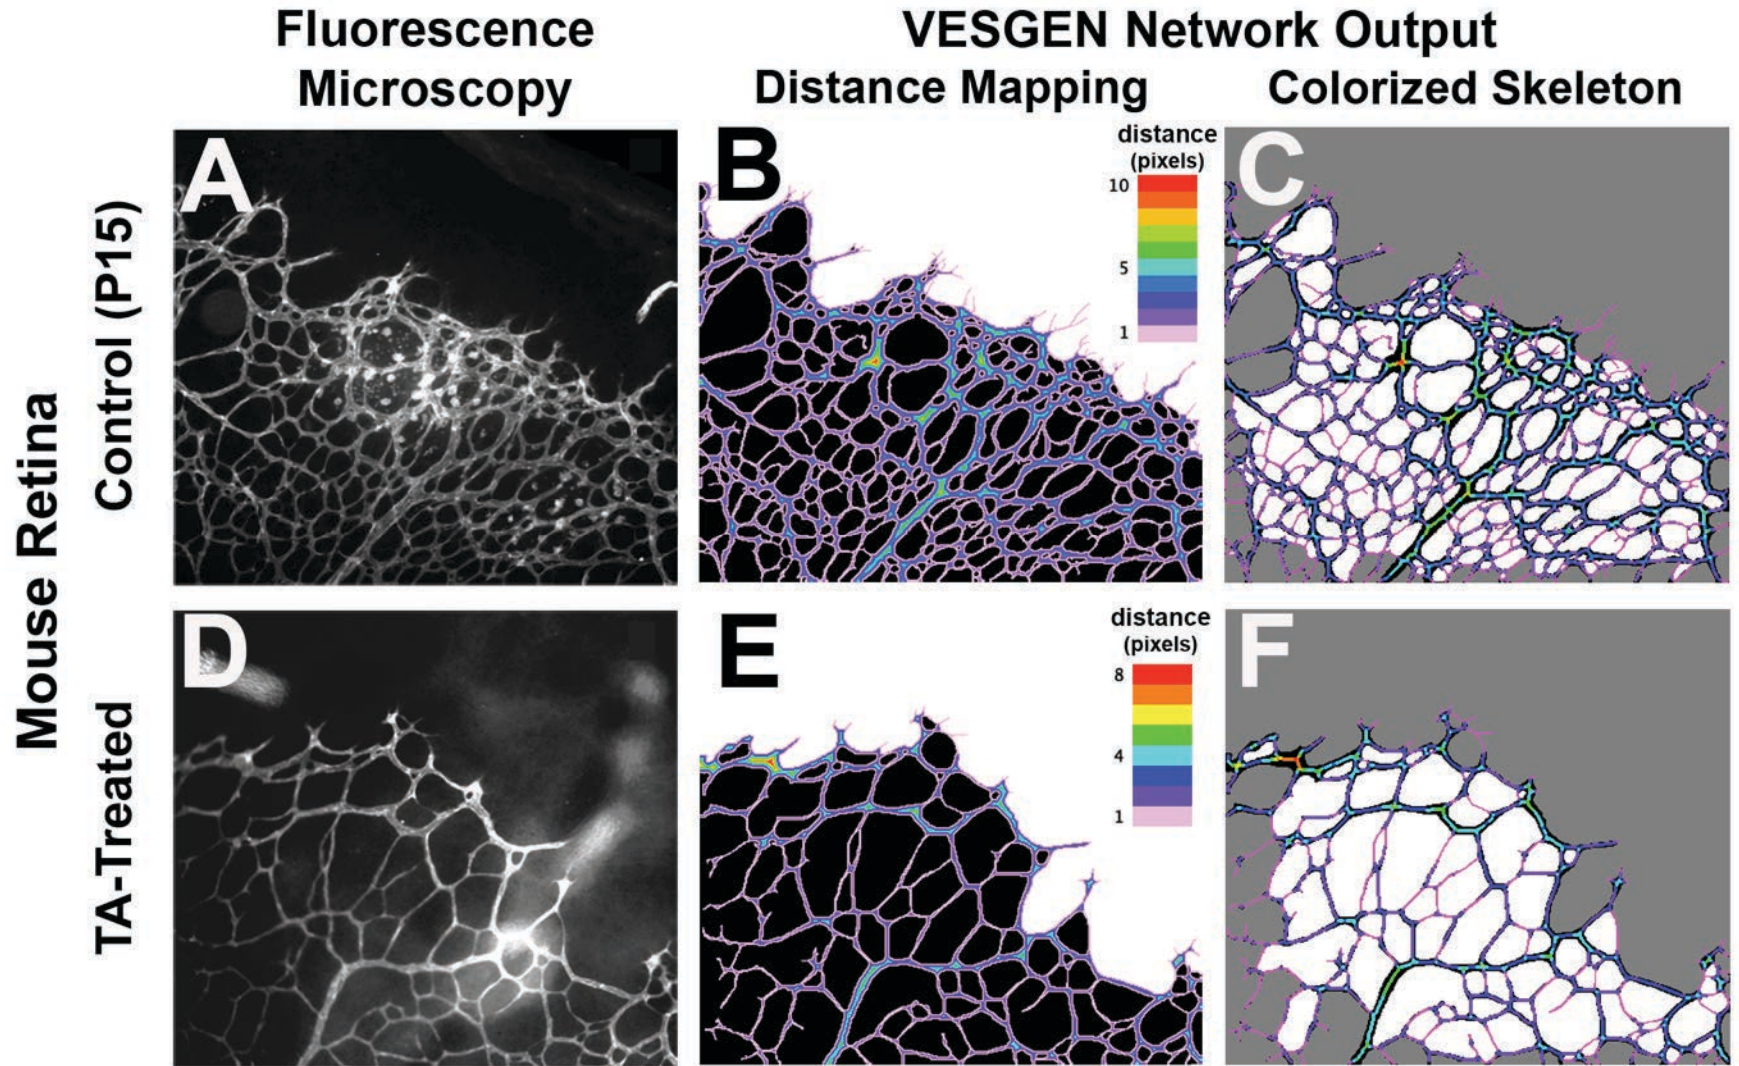 Fluorescence
Microscopy
VESGEN Network Output
Distance Mapping
Colorized Skeleton
Mouse Retina
Control (P15)
A
B
distance
(pixels)
10
5
1
C
TA-Treated
D
E
distance
(pixels)
8
4
1
F